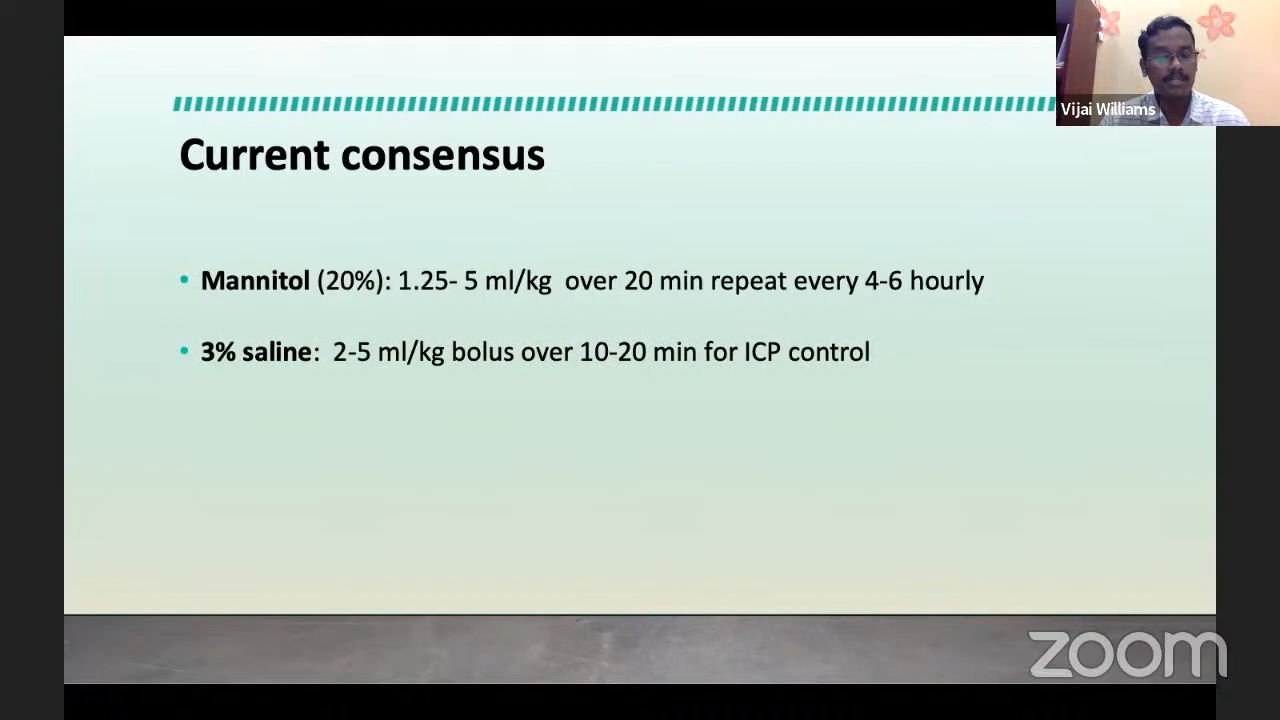 Vijai Williams
Current consensus
• Mannitol (20%): 1.25- 5 ml/kg  over 20 min repeat every 4-6 hourly
• 3% saline:  2-5 ml/kg bolus over 10-20 min for ICP control
zoom